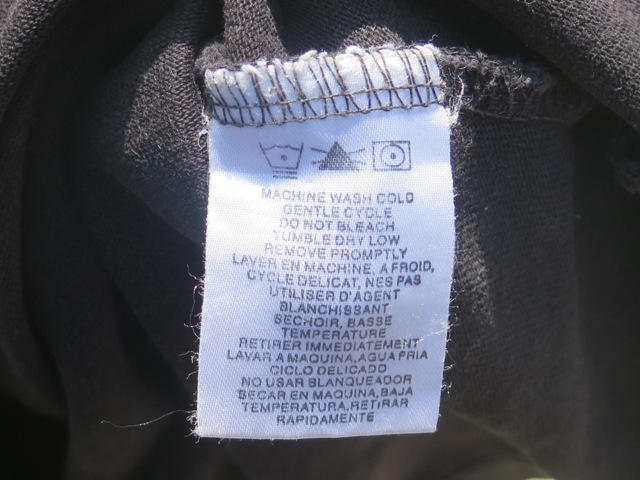 MACHINE WASH COLD
GENTLE CYCLE
DO NOT BLEACH
TUMBLE DRY LOW
REMOVE PROMPTLY
LAVER EN MACHINE, A FROID,
CYCLE DELICAT, NES PAS
UTILISER D'AGENT
BLANCHISSANT
SECHOIR, BASSE
TEMPERATURE
RETIRER IMMEDIATEMENT
LAVAR A MAQUINA,AGUA FRIA
CICLO DELICADO
NO USAR BLANQUEADOR
SECAR EN MAQUINA,BAJA
TEMPERATURA,RETIRAR
RAPIDAMENTE